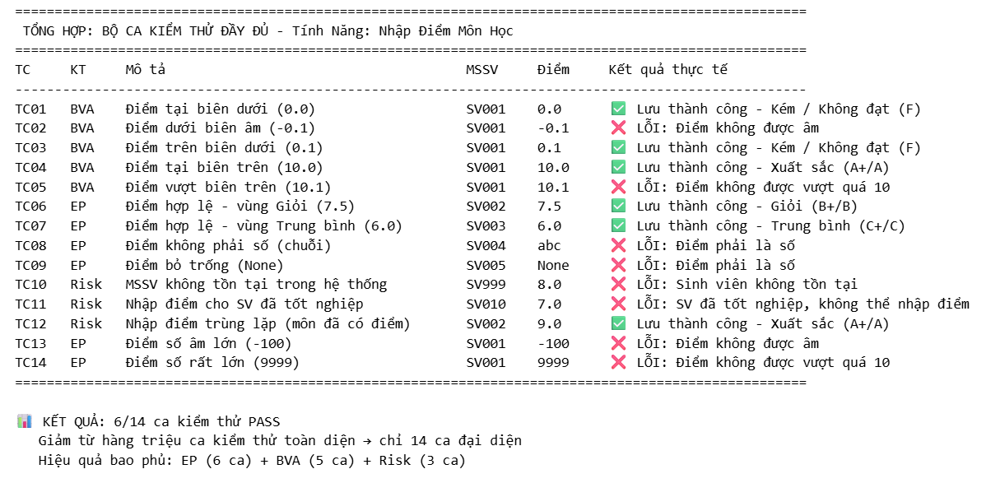 ====================================================================================================
TỔNG HỢP: BỘ CA KIỂM THỬ ĐẦY ĐỦ - Tính Năng: Nhập Điểm Môn Học
====================================================================================================
TC KT Mô tả MSSV Điểm Kết quả thực tế
----------------------------------------------------------------------------------------------------
TC01 BVA Điểm tại biên dưới (0.0) SV001 0.0 ✅ Lưu thành công - Kém / Không đạt (F)
TC02 BVA Điểm dưới biên âm (-0.1) SV001 -0.1 ❌ LỖI: Điểm không được âm
TC03 BVA Điểm trên biên dưới (0.1) SV001 0.1 ✅ Lưu thành công - Kém / Không đạt (F)
TC04 BVA Điểm tại biên trên (10.0) SV001 10.0 ✅ Lưu thành công - Xuất sắc (A+/A)
TC05 BVA Điểm vượt biên trên (10.1) SV001 10.1 ❌ LỖI: Điểm không được vượt quá 10
TC06 EP Điểm hợp lệ - vùng Giỏi (7.5) SV002 7.5 ✅ Lưu thành công - Giỏi (B+/B)
TC07 EP Điểm hợp lệ - vùng Trung bình (6.0) SV003 6.0 ✅ Lưu thành công - Trung bình (C+/C)
TC08 EP Điểm không phải số (chuỗi) SV004 abc ❌ LỖI: Điểm phải là số
TC09 EP Điểm bỏ trống (None) SV005 None ❌ LỖI: Điểm phải là số
TC10 Risk MSSV không tồn tại trong hệ thống SV999 8.0 ❌ LỖI: Sinh viên không tồn tại
TC11 Risk Nhập điểm cho SV đã tốt nghiệp SV010 7.0 ❌ LỖI: SV đã tốt nghiệp, không thể nhập điểm
TC12 Risk Nhập điểm trùng lặp (môn đã có điểm) SV002 9.0 ✅ Lưu thành công - Xuất sắc (A+/A)
TC13 EP Điểm số âm lớn (-100) SV001 -100 ❌ LỖI: Điểm không được âm
TC14 EP Điểm số rất lớn (9999) SV001 9999 ❌ LỖI: Điểm không được vượt quá 10
====================================================================================================
📊 KẾT QUẢ: 6/14 ca kiểm thử PASS
Giảm từ hàng triệu ca kiểm thử toàn diện → chỉ 14 ca đại diện
Hiệu quả bao phủ: EP (6 ca) + BVA (5 ca) + Risk (3 ca)